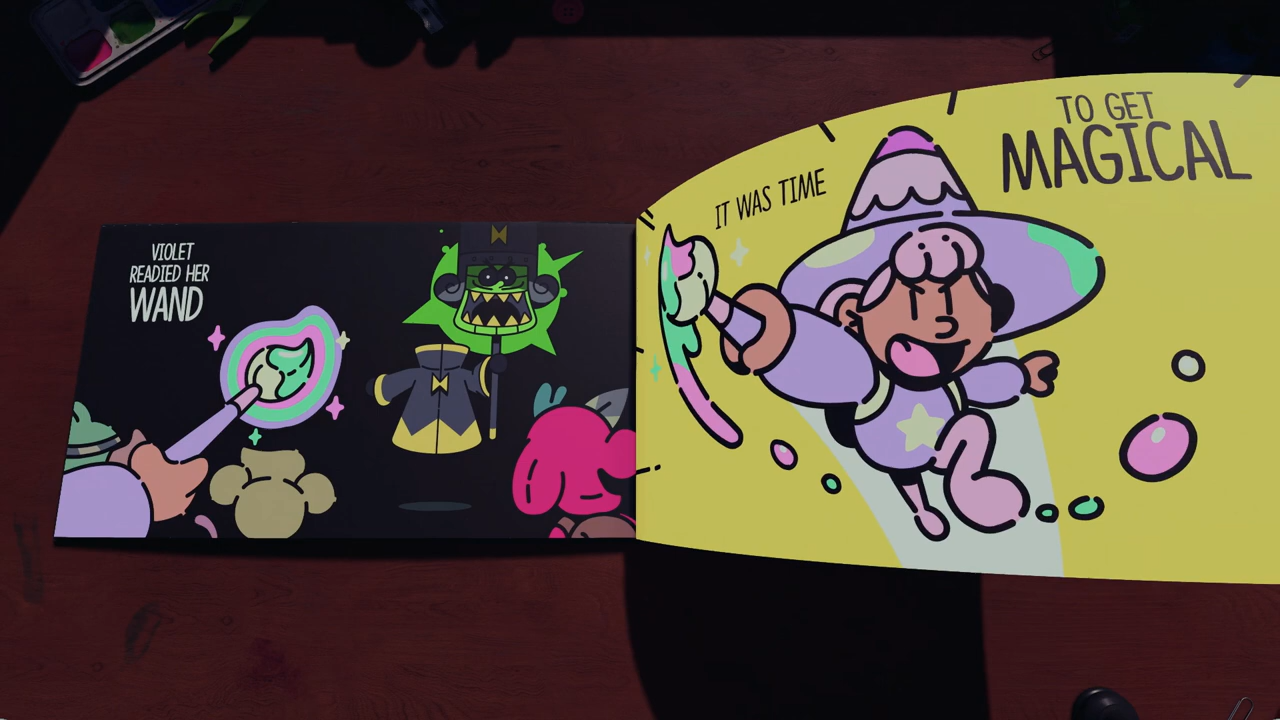 VIOLET
READIED HER
WAND
IT WAS TIME
TO GET
MAGICAL